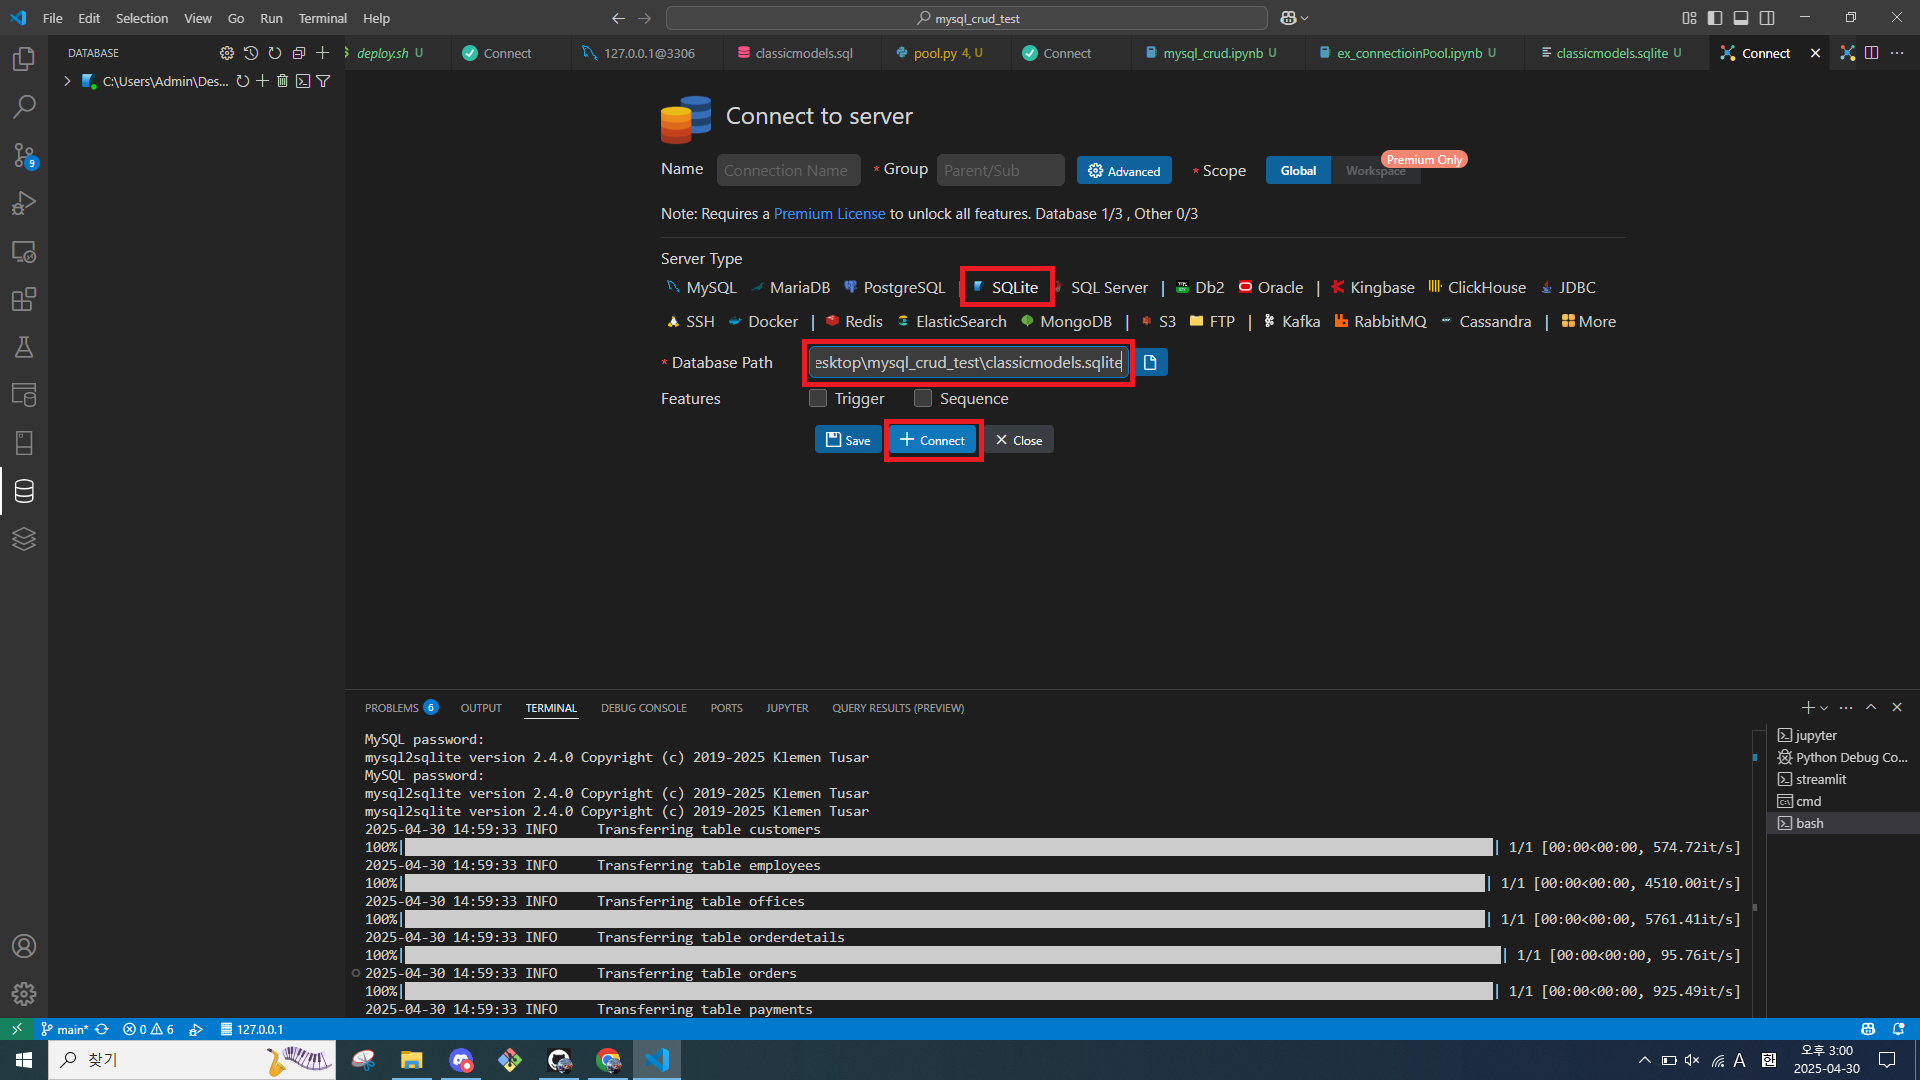 File Edit Selection View Go Run Terminal Help
mysql_crud_test
DATABASE
C:\Users\Admin\Des...
deploy.sh U
Connect
127.0.0.1@3306
classicmodels.sql
pool.py 4, U
Connect
mysql_crud.ipynb U
ex_connectioinPool.ipynb U
classicmodels.sqlite U
Connect
Connect to server
Name Connection Name * Group Parent/Sub Advanced * Scope Global Workspace Premium Only
Note: Requires a Premium License to unlock all features. Database 1/3 , Other 0/3
Server Type
MySQL MariaDB PostgreSQL | SQLite SQL Server | Db2 Oracle | Kingbase ClickHouse JDBC
SSH Docker | Redis ElasticSearch MongoDB | S3 FTP | Kafka RabbitMQ Cassandra | More
* Database Path esktop\mysql_crud_test\classicmodels.sqlite
Features Trigger Sequence
Save Connect Close
PROBLEMS 6 OUTPUT TERMINAL DEBUG CONSOLE PORTS JUPYTER QUERY RESULTS (PREVIEW)
MySQL password:
mysql2sqlite version 2.4.0 Copyright (c) 2019-2025 Klemen Tusar
MySQL password:
mysql2sqlite version 2.4.0 Copyright (c) 2019-2025 Klemen Tusar
mysql2sqlite version 2.4.0 Copyright (c) 2019-2025 Klemen Tusar
2025-04-30 14:59:33 INFO Transferring table customers
100%| | 1/1 [00:00<00:00, 574.72it/s]
2025-04-30 14:59:33 INFO Transferring table employees
100%| | 1/1 [00:00<00:00, 4510.00it/s]
2025-04-30 14:59:33 INFO Transferring table offices
100%| | 1/1 [00:00<00:00, 5761.41it/s]
2025-04-30 14:59:33 INFO Transferring table orderdetails
100%| | 1/1 [00:00<00:00, 95.76it/s]
2025-04-30 14:59:33 INFO Transferring table orders
100%| | 1/1 [00:00<00:00, 925.49it/s]
2025-04-30 14:59:33 INFO Transferring table payments
jupyter
Python Debug Co...
streamlit
cmd
bash
9
main* 0 6 127.0.0.1
찾기
A 한
오후 3:00
2025-04-30